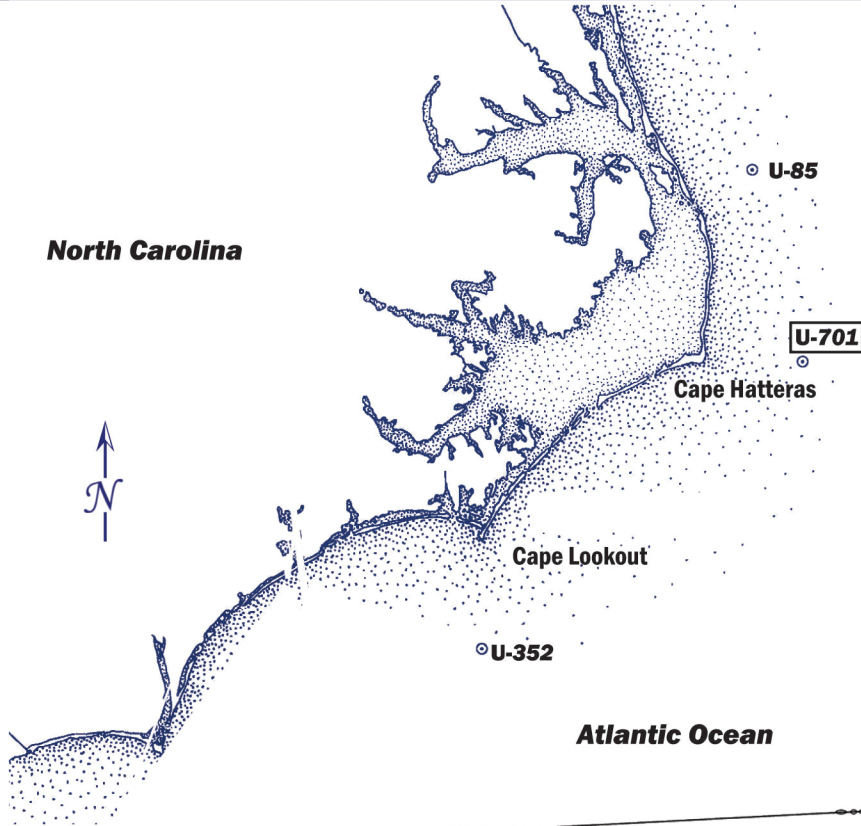 U-85
North Carolina
U-701
Cape Hatteras
N
Cape Lookout
U-352
Atlantic Ocean